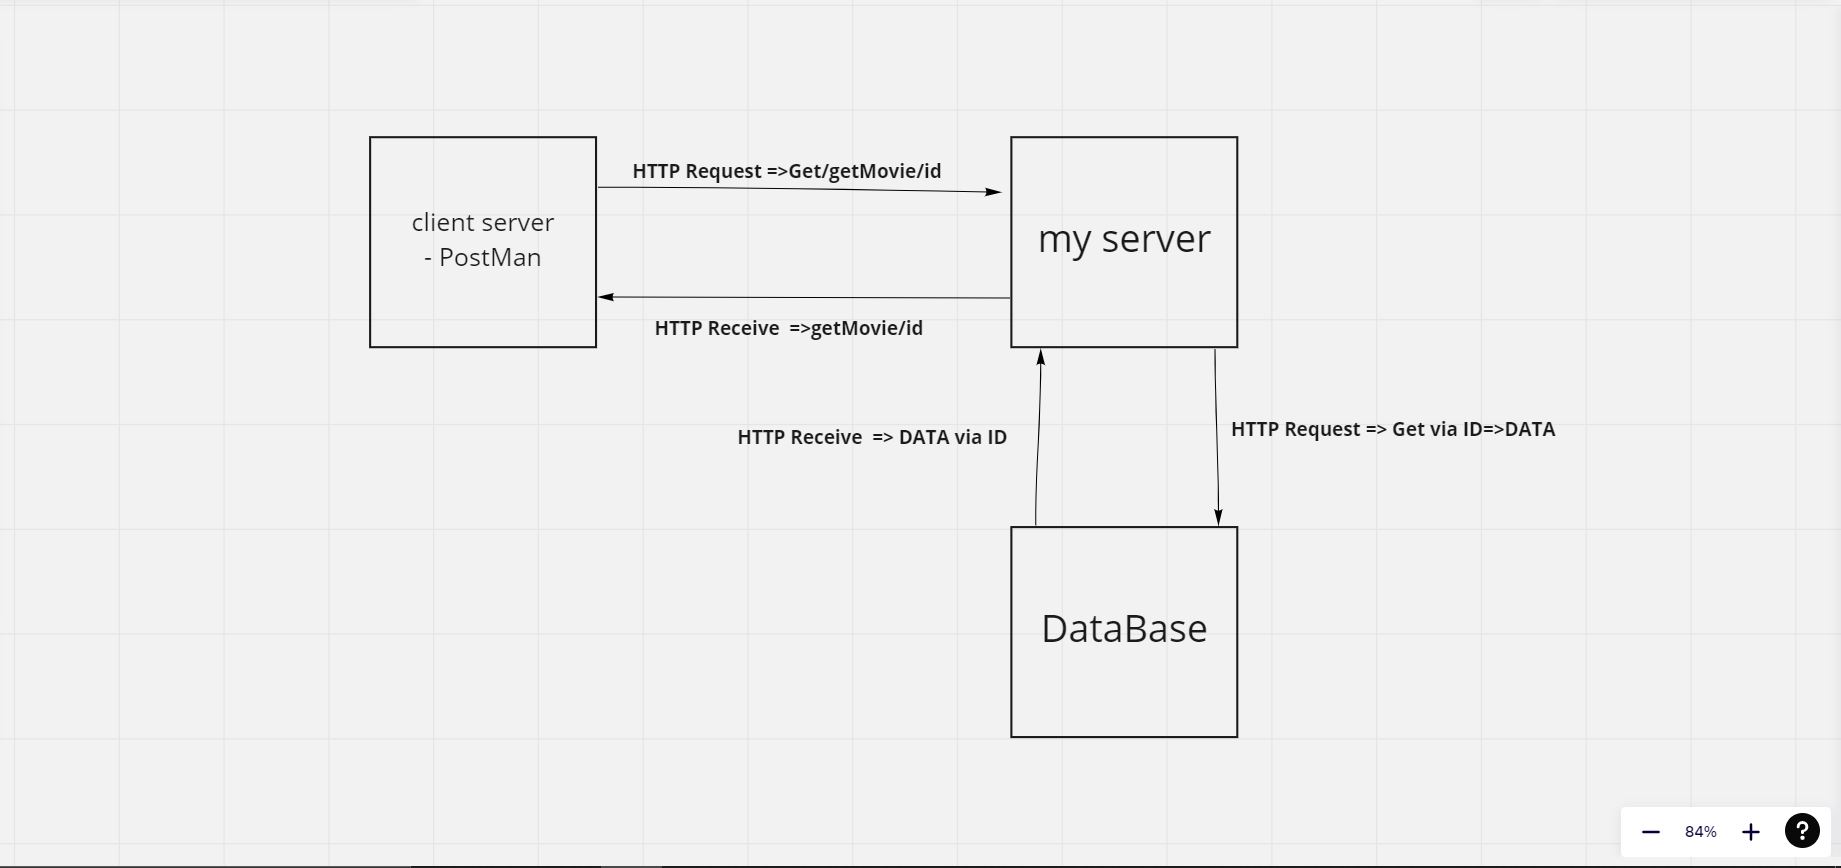 HTTP Request =>Get/getMovie/id
client server
- PostMan
my server
HTTP Receive  =>getMovie/id
HTTP Receive  => DATA via ID
HTTP Request => Get via ID=>DATA
DataBase
84%
?